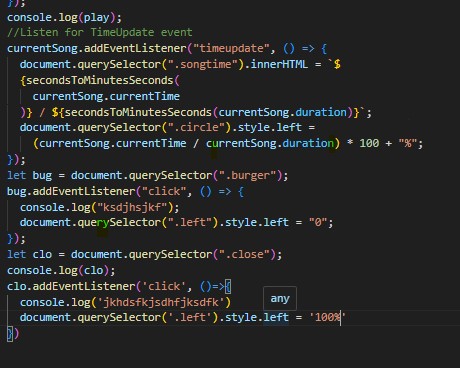 });
console.log(play);
//Listen for TimeUpdate event
currentSong.addEventListener("timeupdate", () => {
document.querySelector(".songtime").innerHTML = `$
{secondsToMinutesSeconds(
currentSong.currentTime
)} / ${secondsToMinutesSeconds(currentSong.duration)}`;
document.querySelector(".circle").style.left =
(currentSong.currentTime / currentSong.duration) * 100 + "%";
});
let bug = document.querySelector(".burger");
bug.addEventListener("click", () => {
console.log("ksdjhsjkf");
document.querySelector(".left").style.left = "0";
});
let clo = document.querySelector(".close");
console.log(clo);
clo.addEventListener('click', ()=>{
any
console.log('jkhdsfkjsdhfjksdfk')
document.querySelector('.left').style.left = '100%'
})